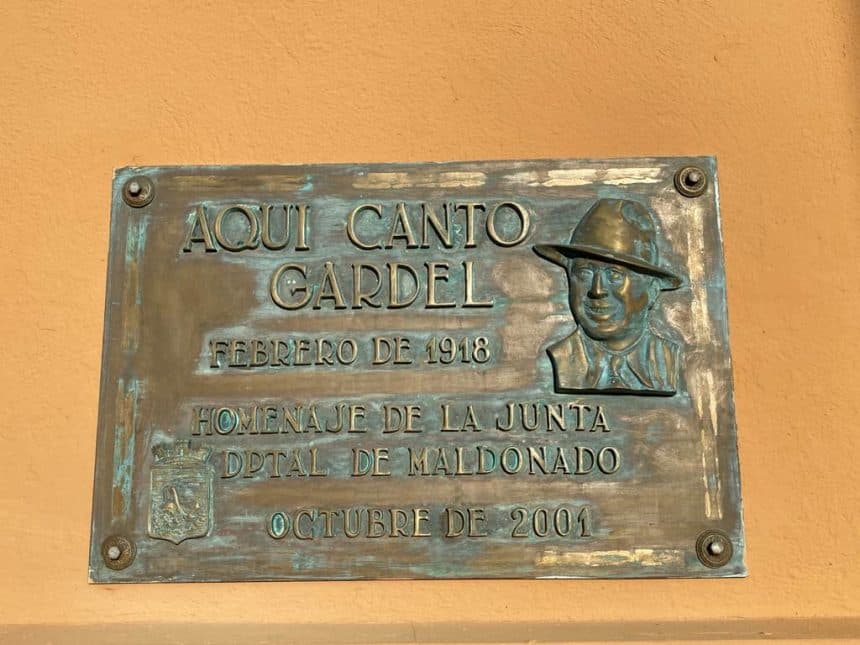 AQUI CANTO
GARDEL
FEBRERO DE 1918
HOMENAJE DE LA JUNTA
DPTAL DE MALDONADO
OCTUBRE DE 2001